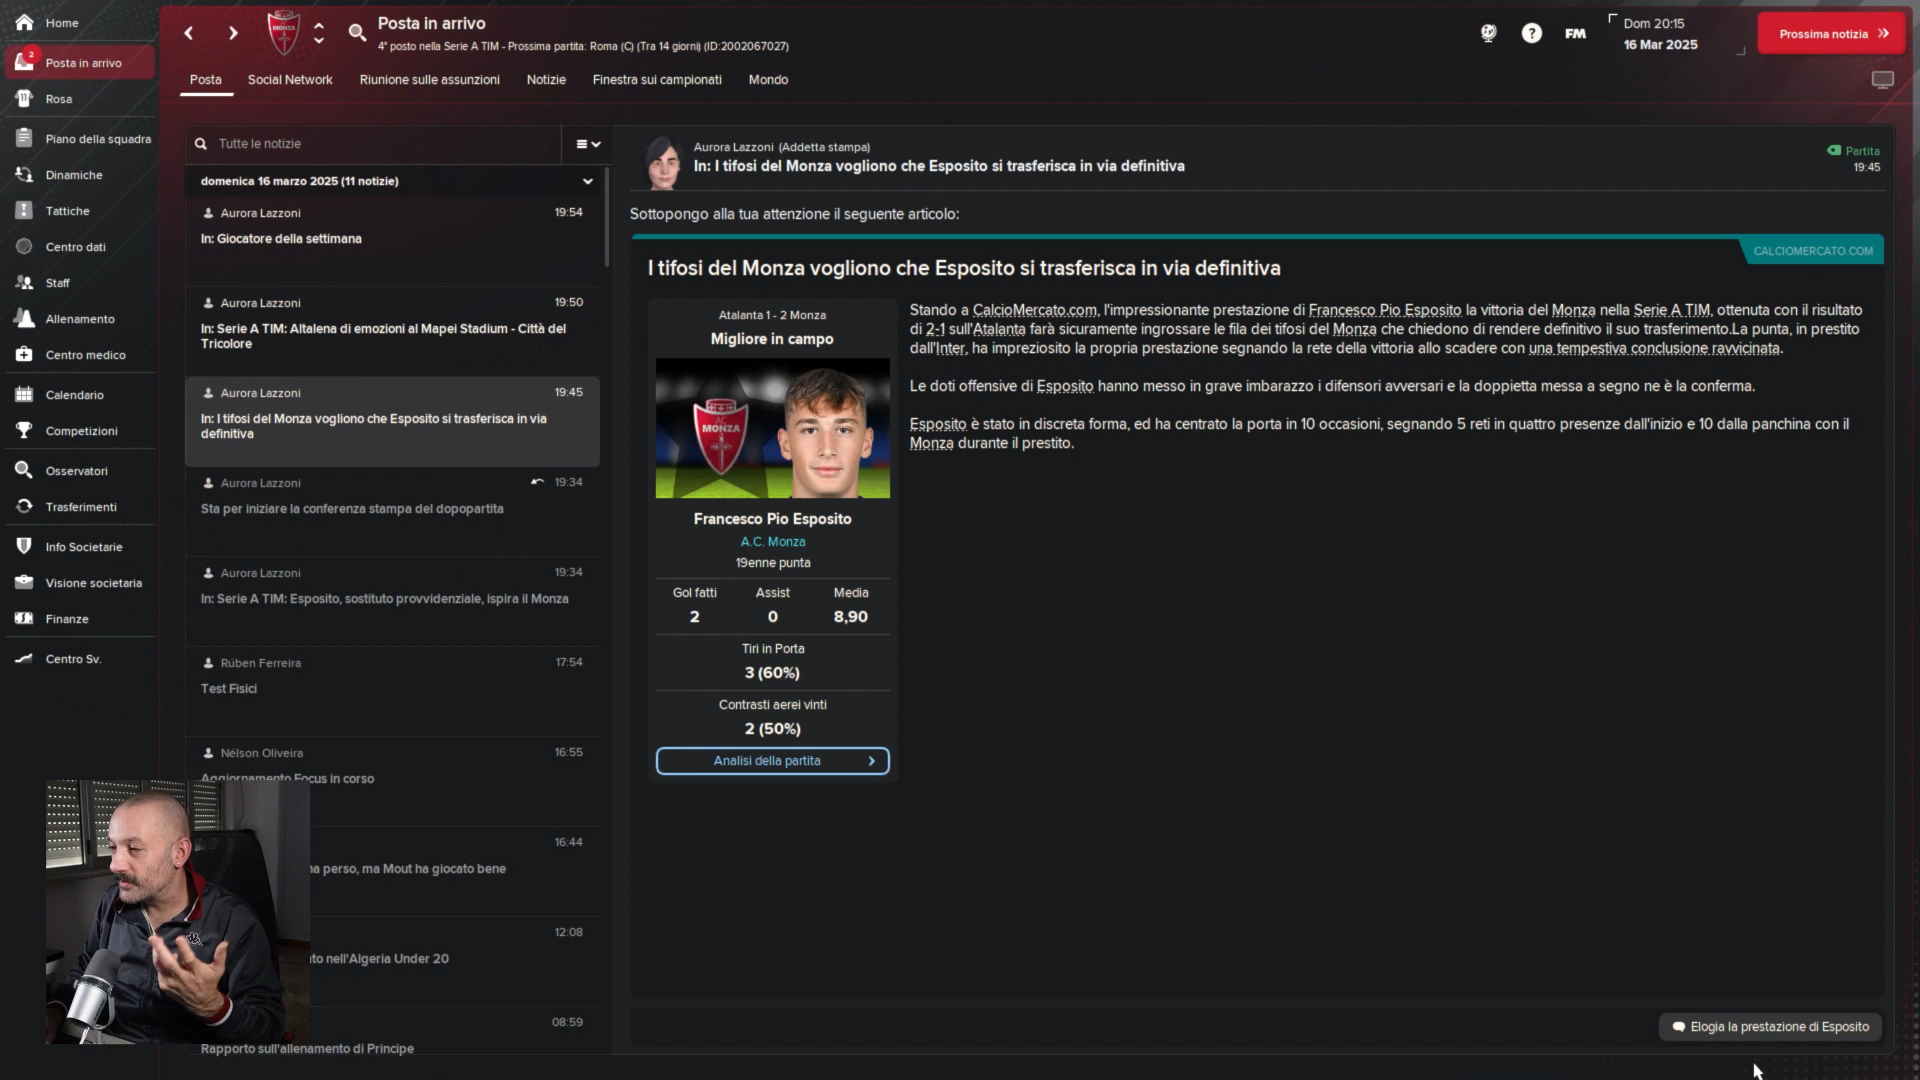 Home
2
Posta in arrivo
Rosa
Piano della squadra
Dinamiche
Tattiche
Centro dati
Staff
Allenamento
Centro medico
Calendario
Competizioni
Osservatori
Trasferimenti
Info Societarie
Visione societaria
Finanze
Centro Sv.
MONZA
Posta in arrivo
4° posto nella Serie A TIM - Prossima partita: Roma (C) (Tra 14 giorni) (ID:2002067027)
?
FM
Dom 20:15
16 Mar 2025
Prossima notizia
Posta
Social Network
Riunione sulle assunzioni
Notizie
Finestra sui campionati
Mondo
Tutte le notizie
domenica 16 marzo 2025 (11 notizie)
Aurora Lazzoni 19:54
In: Giocatore della settimana
Aurora Lazzoni 19:50
In: Serie A TIM: Altalena di emozioni al Mapei Stadium - Città del
Tricolore
Aurora Lazzoni 19:45
In: I tifosi del Monza vogliono che Esposito si trasferisca in via
definitiva
Aurora Lazzoni 19:34
Sta per iniziare la conferenza stampa del dopopartita
Aurora Lazzoni 19:34
In: Serie A TIM: Esposito, sostituto provvidenziale, ispira il Monza
Rúben Ferreira 17:54
Test Fisici
Nélson Oliveira 16:55
Aggiornamento Focus in corso
16:44
ha perso, ma Mout ha giocato bene
12:08
to nell'Algeria Under 20
08:59
Rapporto sull'allenamento di Principe
Aurora Lazzoni (Addetta stampa)
In: I tifosi del Monza vogliono che Esposito si trasferisca in via definitiva
Partita
19:45
Sottopongo alla tua attenzione il seguente articolo:
CALCIOMERCATO.COM
I tifosi del Monza vogliono che Esposito si trasferisca in via definitiva
Atalanta 1 - 2 Monza
Migliore in campo
MONZA
Francesco Pio Esposito
A.C. Monza
19enne punta
Gol fatti Assist Media
2 0 8,90
Tiri in Porta
3 (60%)
Contrasti aerei vinti
2 (50%)
Analisi della partita
Stando a CalcioMercato.com, l'impressionante prestazione di Francesco Pio Esposito la vittoria del Monza nella Serie A TIM, ottenuta con il risultato
di 2-1 sull'Atalanta farà sicuramente ingrossare le fila dei tifosi del Monza che chiedono di rendere definitivo il suo trasferimento.La punta, in prestito
dall'Inter, ha impreziosito la propria prestazione segnando la rete della vittoria allo scadere con una tempestiva conclusione ravvicinata.
Le doti offensive di Esposito hanno messo in grave imbarazzo i difensori avversari e la doppietta messa a segno ne è la conferma.
Esposito è stato in discreta forma, ed ha centrato la porta in 10 occasioni, segnando 5 reti in quattro presenze dall'inizio e 10 dalla panchina con il
Monza durante il prestito.
Elogia la prestazione di Esposito